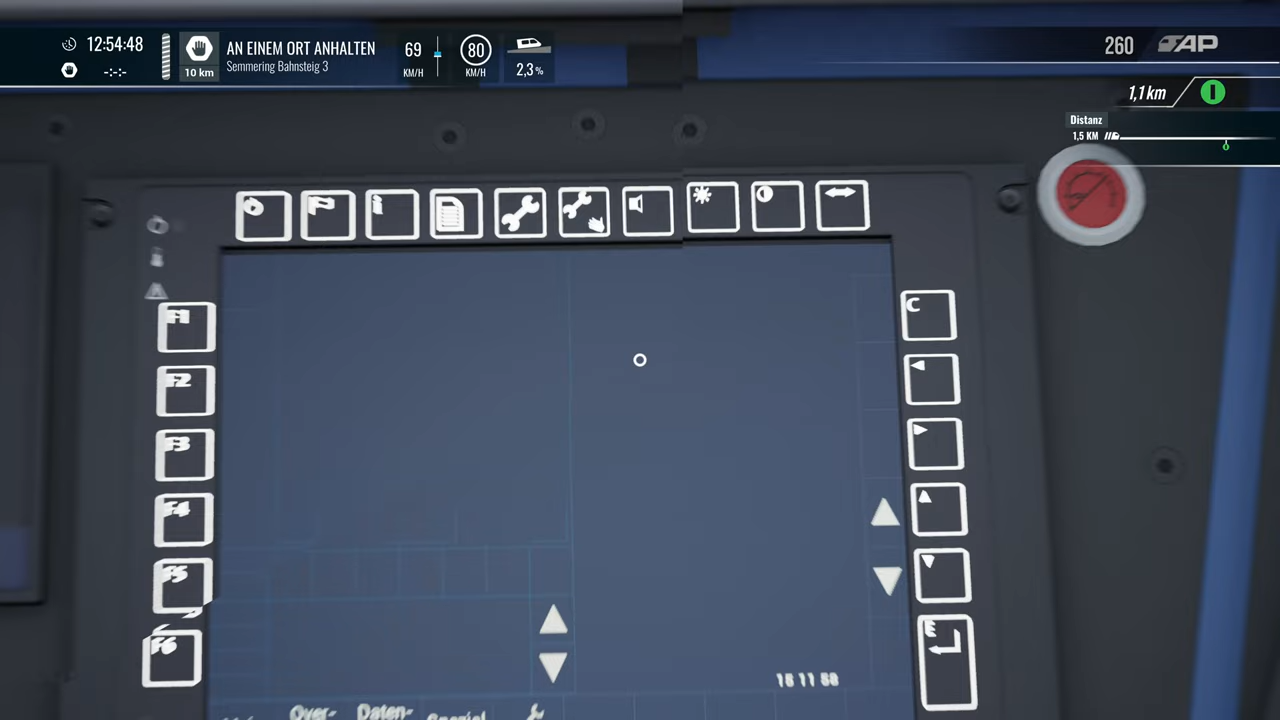 12:54:48
-:-:-
10 km
AN EINEM ORT ANHALTEN
Semmering Bahnsteig 3
69
KM/H
80
KM/H
2,3 %
260
AP
1,1 km
Distanz
1,5 KM
F1
F2
F3
F4
F5
F6
C
E
15 11 58
Over-
Daten-
Spezial